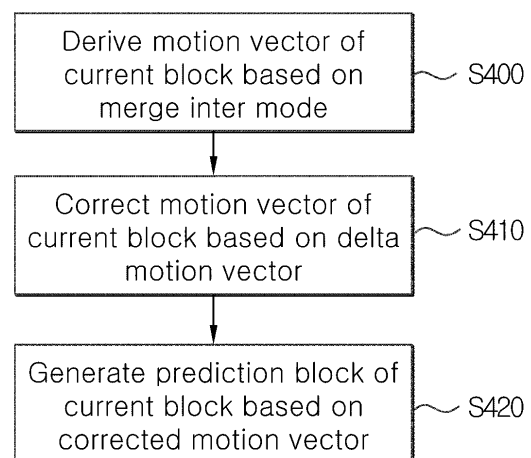 Derive motion vector of
current block based on
merge inter mode
S400
Correct motion vector of
current block based on delta
motion vector
S410
Generate prediction block of
current block based on
corrected motion vector
S420